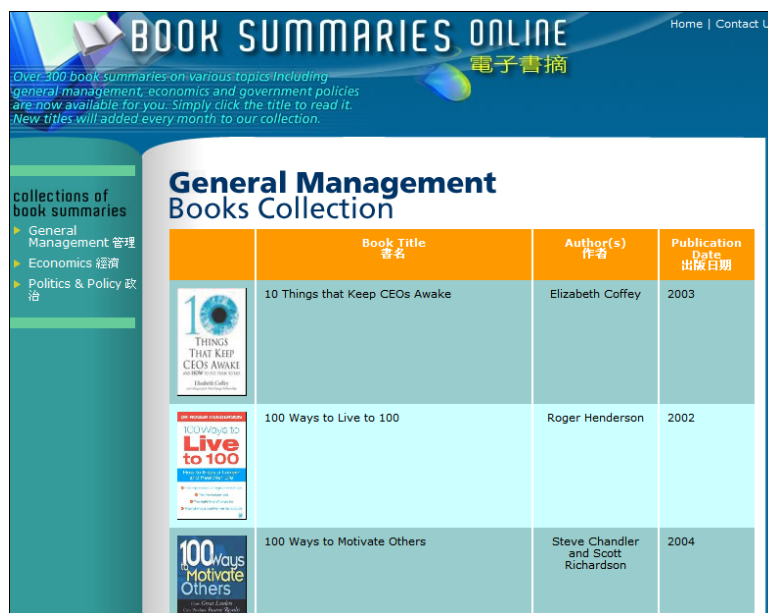 BOOK SUMMARIES ONLINE
電子書摘
Home | Contact U
Over 300 book summaries on various topics Including
general management, economics and government policies
are now available for you. Simply click the title to read it.
New titles will added every month to our collection.
collections of
book summaries
General
Management 管理
Economics 經濟
Politics & Policy 政
治
General Management
Books Collection
Book Title
書名
Author(s)
作者
Publication
Date
出版日期
10
THINGS
THAT KEEP
CEOs AWAKE
Elizabeth Coffey
10 Things that Keep CEOs Awake
Elizabeth Coffey
2003
DR ROGER HENDERSON
100 Ways to
Live
to 100
100 Ways to Live to 100
Roger Henderson
2002
100 Ways
to Motivate
Others
100 Ways to Motivate Others
Steve Chandler
and Scott
Richardson
2004